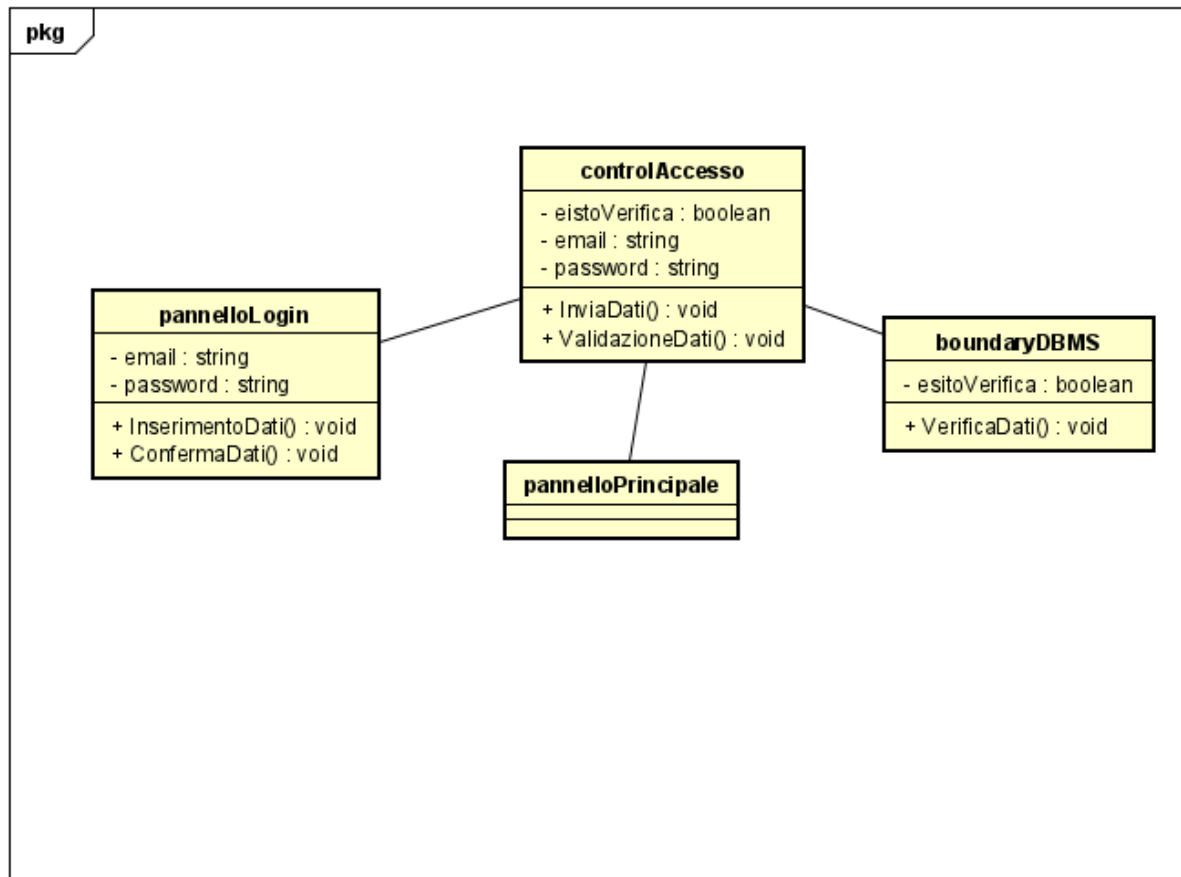 pkg
controlAccesso
- eistoVerifica : boolean
- email : string
- password : string
+ InviaDati() : void
+ ValidazioneDati() : void
pannelloLogin
- email : string
- password : string
+ InserimentoDati() : void
+ ConfermaDati() : void
boundaryDBMS
- esitoVerifica : boolean
+ VerificaDati() : void
pannelloPrincipale